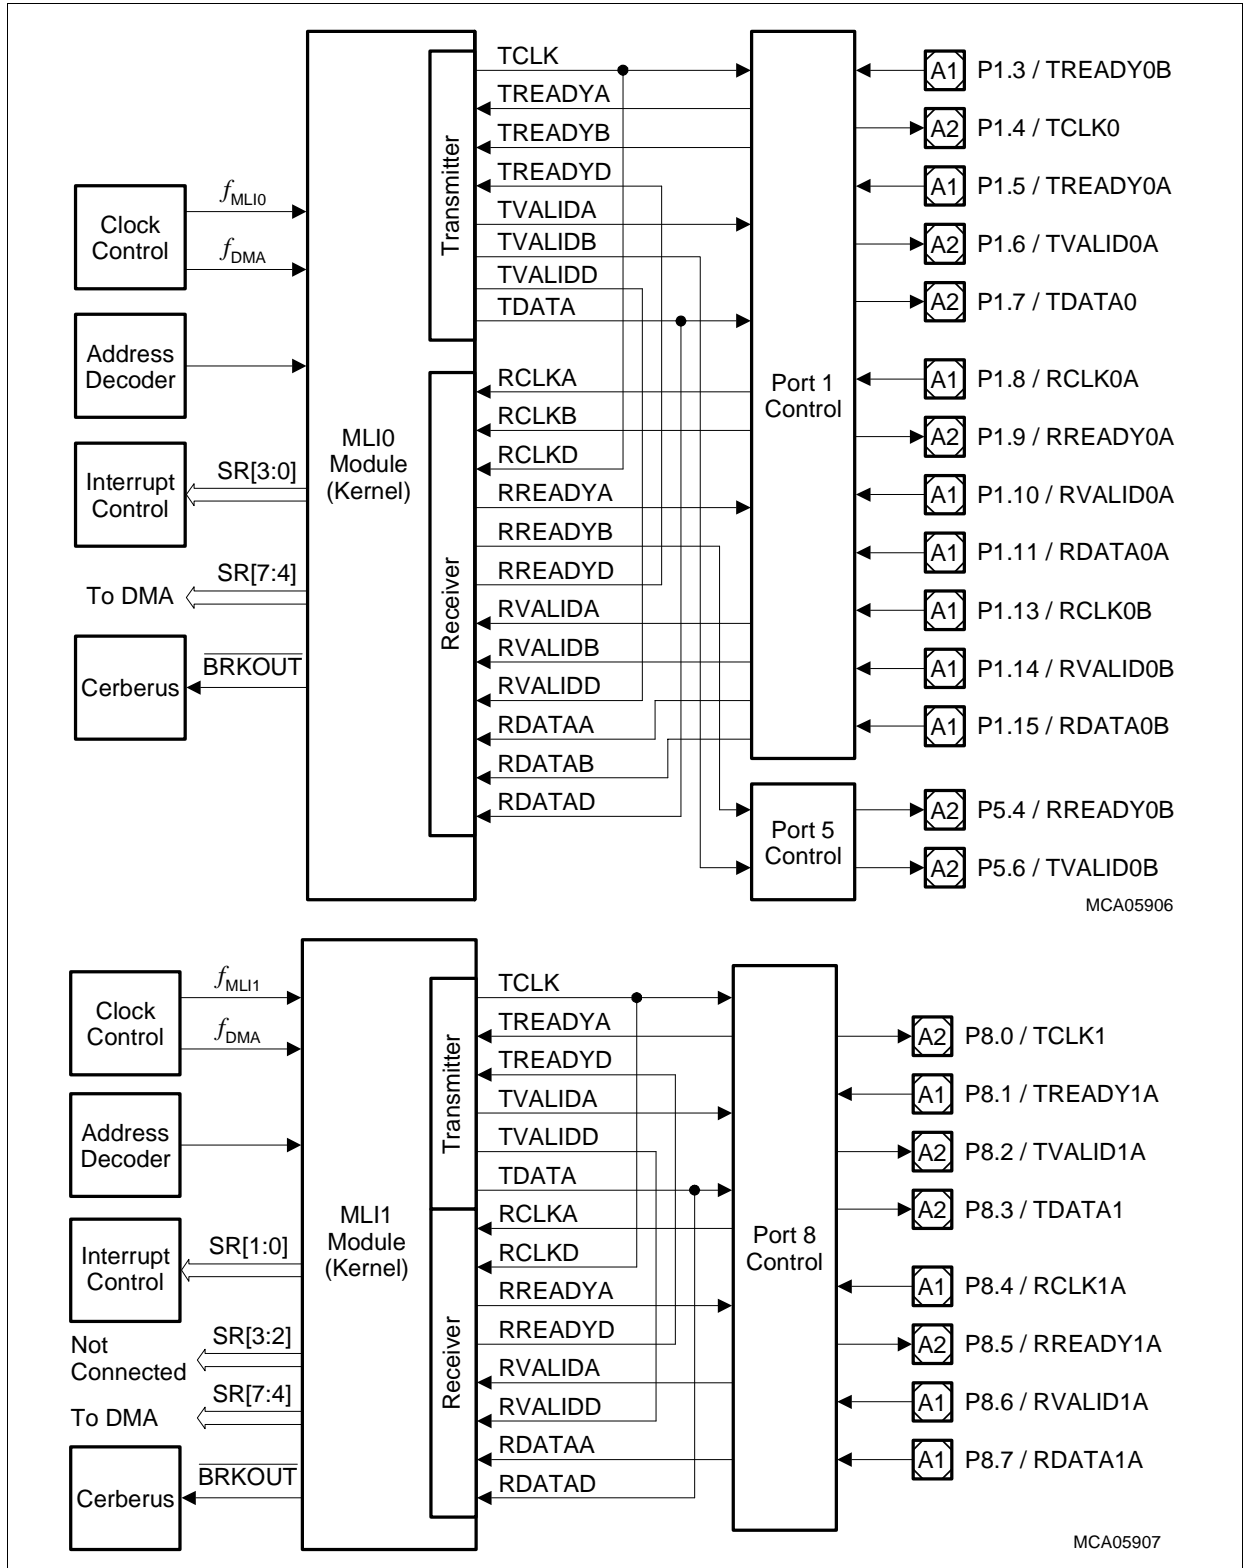 TCLK
TREADYA
TREADYB
TREADYD
TVALIDA
TVALIDB
TVALIDD
TDATA
RCLKA
RCLKB
RCLKD
RREADYA
RREADYB
RREADYD
RVALIDA
RVALIDB
RVALIDD
RDATAA
RDATAB
RDATAD
Transmitter
Receiver
MLI0
Module
(Kernel)
Clock
Control
fMLI0
fDMA
Address
Decoder
Interrupt
Control
SR[3:0]
To DMA
SR[7:4]
Cerberus
BRKOUT
Port 1
Control
Port 5
Control
A1 P1.3 / TREADY0B
A2 P1.4 / TCLK0
A1 P1.5 / TREADY0A
A2 P1.6 / TVALID0A
A2 P1.7 / TDATA0
A1 P1.8 / RCLK0A
A2 P1.9 / RREADY0A
A1 P1.10 / RVALID0A
A1 P1.11 / RDATA0A
A1 P1.13 / RCLK0B
A1 P1.14 / RVALID0B
A1 P1.15 / RDATA0B
A2 P5.4 / RREADY0B
A2 P5.6 / TVALID0B
MCA05906
TCLK
TREADYA
TREADYD
TVALIDA
TVALIDD
TDATA
RCLKA
RCLKD
RREADYA
RREADYD
RVALIDA
RVALIDD
RDATAA
RDATAD
Transmitter
Receiver
MLI1
Module
(Kernel)
Clock
Control
fMLI1
fDMA
Address
Decoder
Interrupt
Control
SR[1:0]
Not
Connected
SR[3:2]
To DMA
SR[7:4]
Cerberus
BRKOUT
Port 8
Control
A2 P8.0 / TCLK1
A1 P8.1 / TREADY1A
A2 P8.2 / TVALID1A
A2 P8.3 / TDATA1
A1 P8.4 / RCLK1A
A2 P8.5 / RREADY1A
A1 P8.6 / RVALID1A
A1 P8.7 / RDATA1A
MCA05907